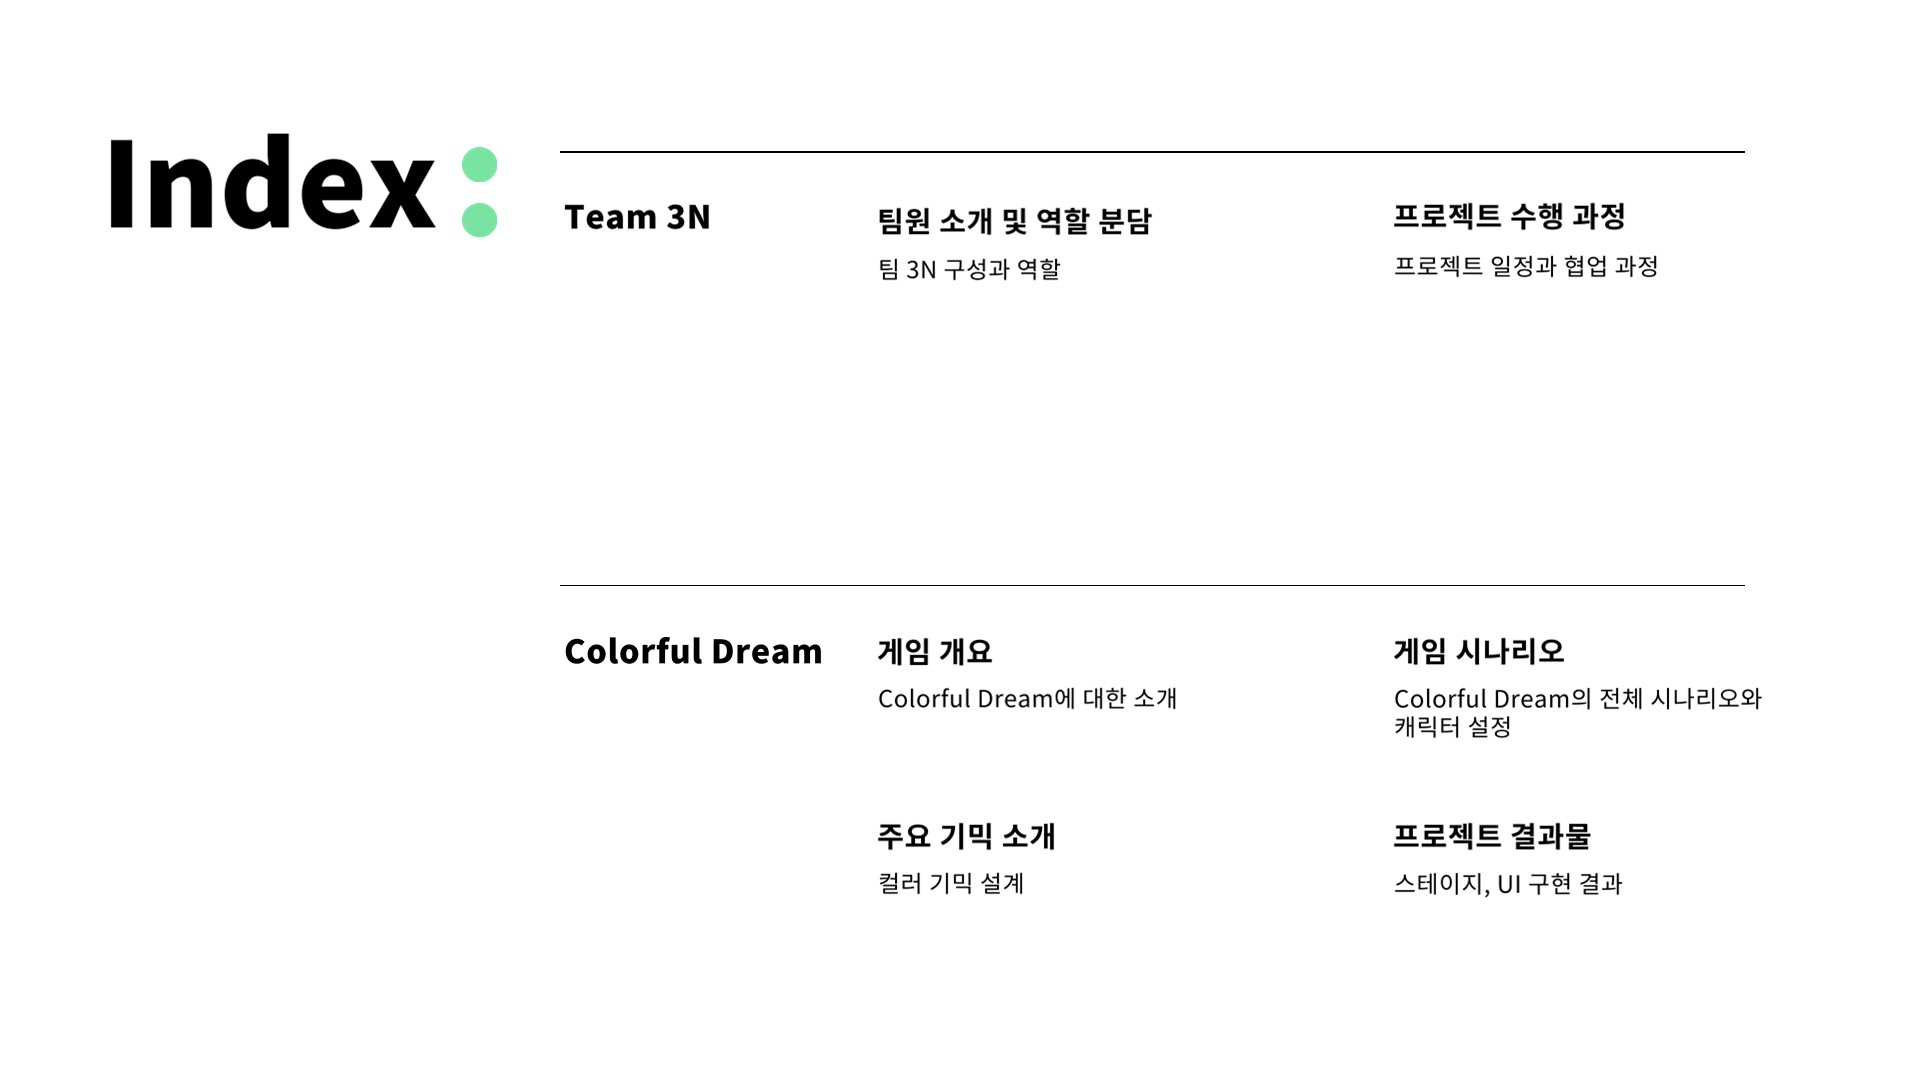 Index:
Team 3N
팀원 소개 및 역할 분담
팀 3N 구성과 역할
프로젝트 수행 과정
프로젝트 일정과 협업 과정
Colorful Dream
게임 개요
Colorful Dream에 대한 소개
게임 시나리오
Colorful Dream의 전체 시나리오와
캐릭터 설정
주요 기믹 소개
컬러 기믹 설계
프로젝트 결과물
스테이지, UI 구현 결과